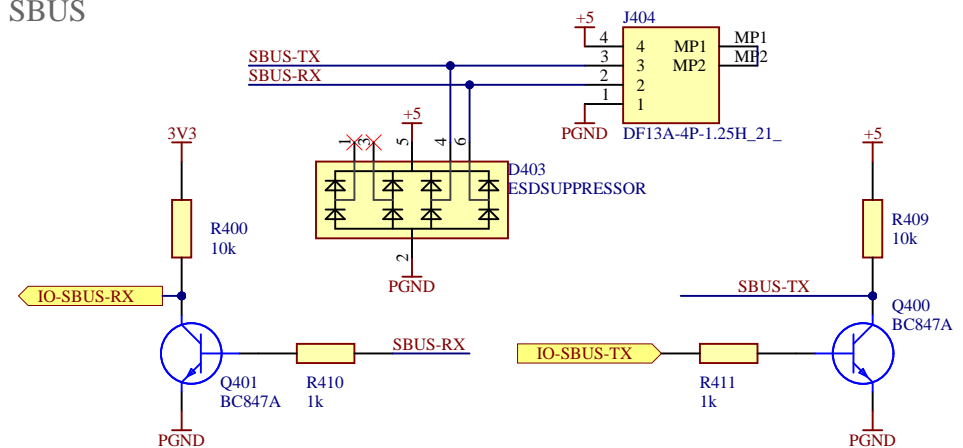 SBUS
+5
J404
4
4
MP1
MP1
SBUS-TX
3
3
MP2
MP2
SBUS-RX
2
2
1
1
PGND
DF13A-4P-1.25H_21_
+5
3V3
+5
1
3
5
4
6
D403
ESDSUPPRESSOR
R400
10k
R409
10k
2
PGND
IO-SBUS-RX
SBUS-TX
Q400
BC847A
SBUS-RX
IO-SBUS-TX
Q401
BC847A
R410
1k
R411
1k
PGND
PGND